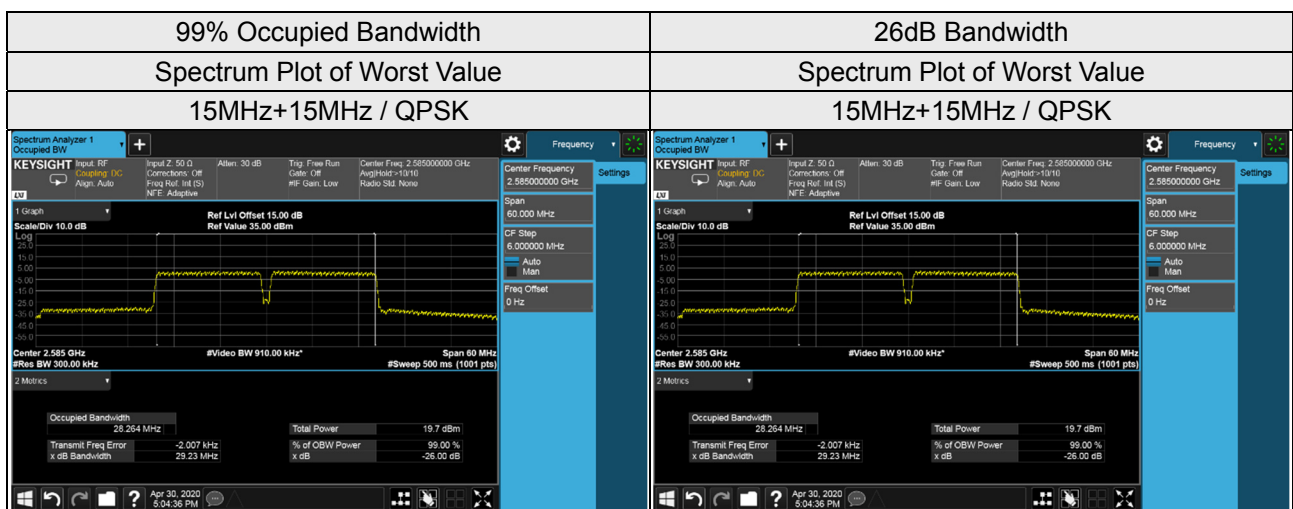 99% Occupied Bandwidth
26dB Bandwidth
Spectrum Plot of Worst Value
Spectrum Plot of Worst Value
15MHz+15MHz / QPSK
15MHz+15MHz / QPSK
Spectrum Analyzer 1
Occupied BW
+
Frequency
KEYSIGHT
Input: RF
Coupling: DC
Align: Auto
Input Z: 50 Ω
Corrections: Off
Freq Ref: Int (S)
NFE: Adaptive
Atten: 30 dB
Trig: Free Run
Gate: Off
#IF Gain: Low
Center Freq: 2.585000000 GHz
Avg|Hold:>10/10
Radio Std: None
LXI
Center Frequency
2.585000000 GHz
Settings
Span
60.000 MHz
CF Step
6.000000 MHz
Auto
Man
Freq Offset
0 Hz
1 Graph
Scale/Div 10.0 dB
Ref Lvl Offset 15.00 dB
Ref Value 35.00 dBm
Log
25.0
15.0
5.00
-5.00
-15.0
-25.0
-35.0
-45.0
-55.0
Center 2.585 GHz
#Video BW 910.00 kHz*
Span 60 MHz
#Res BW 300.00 kHz
#Sweep 500 ms (1001 pts)
2 Metrics
Occupied Bandwidth
28.264 MHz
Total Power 19.7 dBm
Transmit Freq Error -2.007 kHz
% of OBW Power 99.00 %
x dB Bandwidth 29.23 MHz
x dB -26.00 dB
?
Apr 30, 2020
5:04:36 PM
Spectrum Analyzer 1
Occupied BW
+
Frequency
KEYSIGHT
Input: RF
Coupling: DC
Align: Auto
Input Z: 50 Ω
Corrections: Off
Freq Ref: Int (S)
NFE: Adaptive
Atten: 30 dB
Trig: Free Run
Gate: Off
#IF Gain: Low
Center Freq: 2.585000000 GHz
Avg|Hold:>10/10
Radio Std: None
LXI
Center Frequency
2.585000000 GHz
Settings
Span
60.000 MHz
CF Step
6.000000 MHz
Auto
Man
Freq Offset
0 Hz
1 Graph
Scale/Div 10.0 dB
Ref Lvl Offset 15.00 dB
Ref Value 35.00 dBm
Log
25.0
15.0
5.00
-5.00
-15.0
-25.0
-35.0
-45.0
-55.0
Center 2.585 GHz
#Video BW 910.00 kHz*
Span 60 MHz
#Res BW 300.00 kHz
#Sweep 500 ms (1001 pts)
2 Metrics
Occupied Bandwidth
28.264 MHz
Total Power 19.7 dBm
Transmit Freq Error -2.007 kHz
% of OBW Power 99.00 %
x dB Bandwidth 29.23 MHz
x dB -26.00 dB
?
Apr 30, 2020
5:04:36 PM